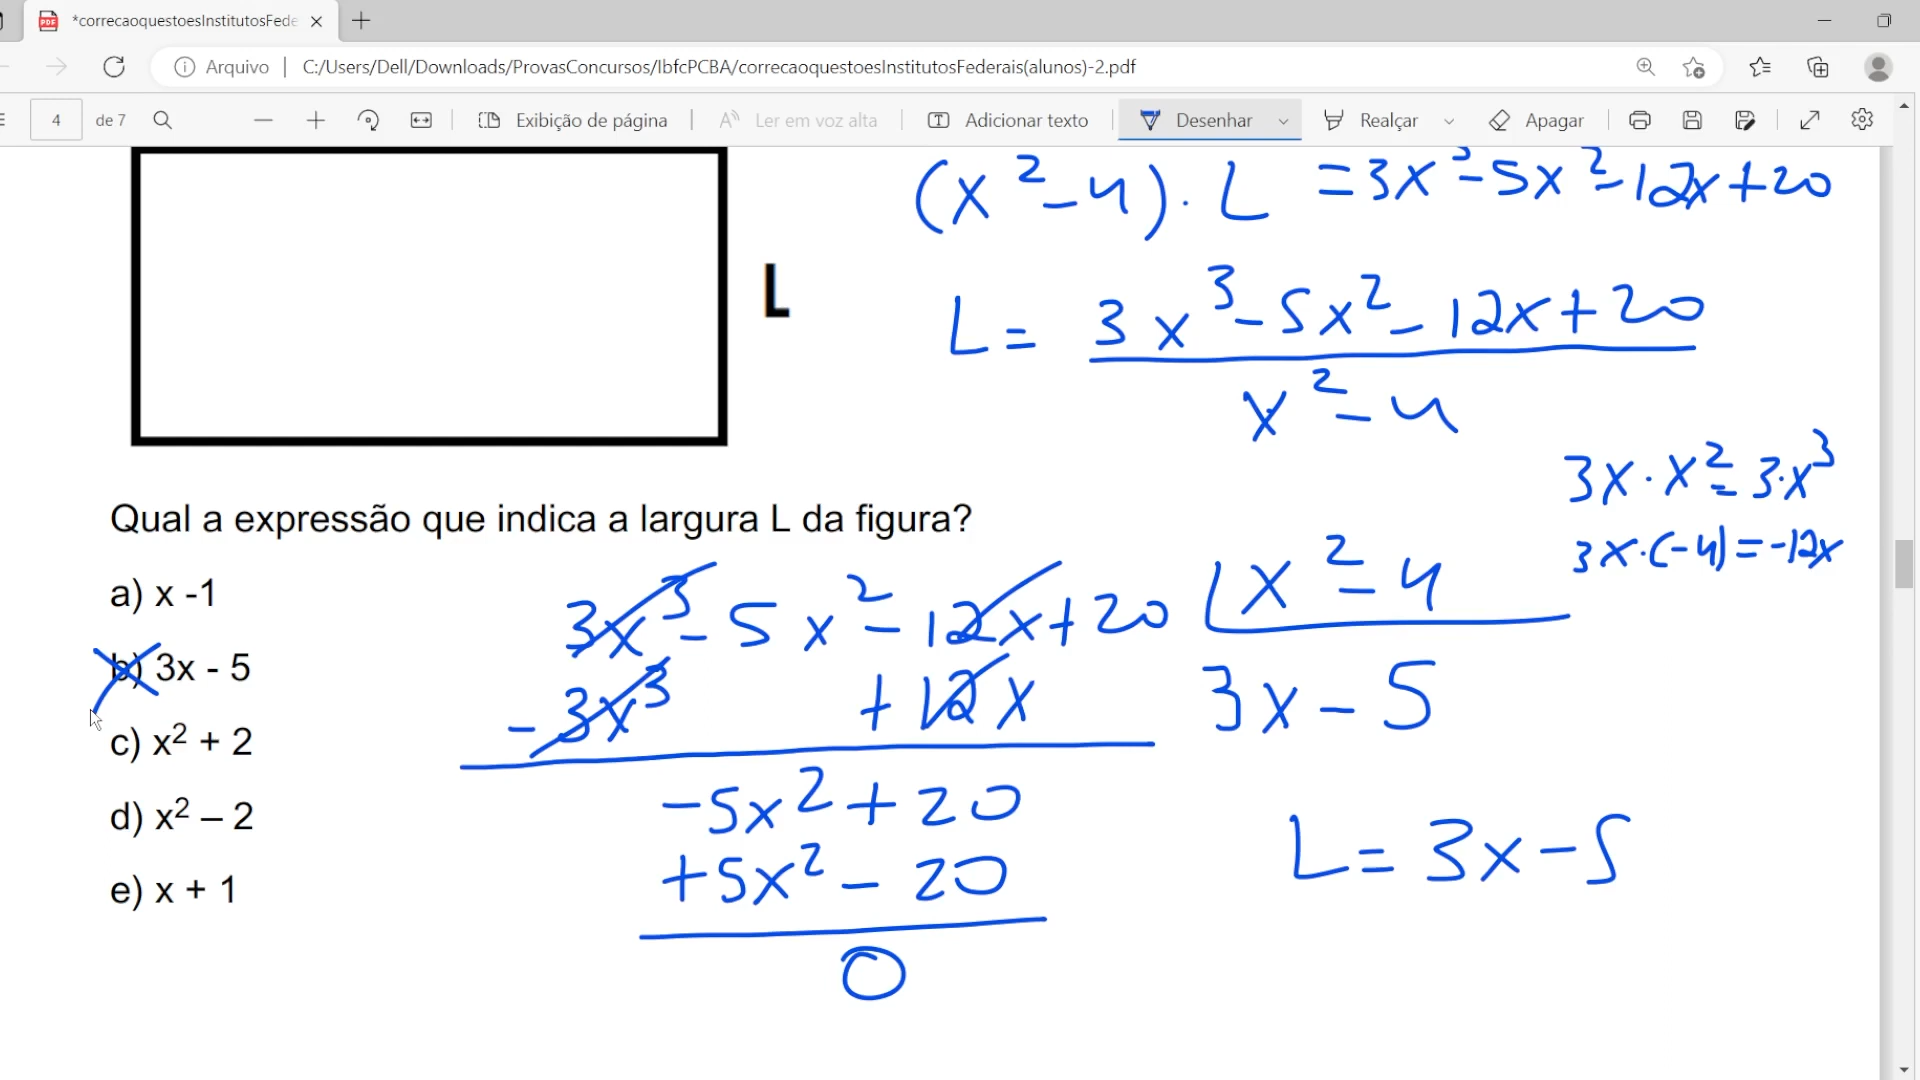 *correcaoquestoesInstitutosFede
Arquivo | C:/Users/Dell/Downloads/ProvasConcursos/IbfcPCBA/correcaoquestoesInstitutosFederais(alunos)-2.pdf
4 de 7 Exibição de página Ler em voz alta Adicionar texto Desenhar Realçar Apagar
(x² - 4) · L = 3x³ - 5x² - 12x + 20
L
L = 3x³ - 5x² - 12x + 20
x² - 4
3x · x² = 3·x³
3x·(-4) = -12x
Qual a expressão que indica a largura L da figura?
a) x -1
b) 3x - 5
c) x² + 2
d) x² – 2
e) x + 1
3x³ - 5x² - 12x + 20 x² - 4
- 3x³ + 12x 3x - 5
-5x² + 20
+5x² - 20
0
L = 3x - 5